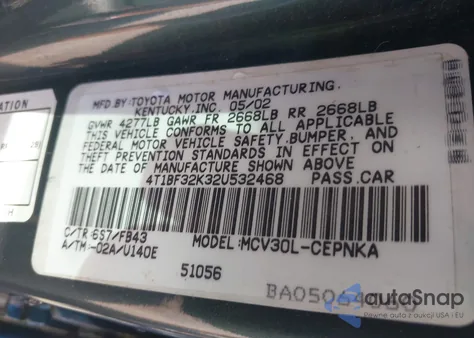 ATION
H
MFD.BY:TOYOTA MOTOR MANUFACTURING.
KENTUCKY.INC. 05/02
GVWR 4277LB GAWR FR 2668LB RR 2668LB
THIS VEHICLE CONFORMS TO ALL APPLICABLE
FEDERAL MOTOR VEHICLE SAFETY,BUMPER, AND
THEFT PREVENTION STANDARDS IN EFFECT ON
THE DATE OF MANUFACTURE SHOWN ABOVE
4T1BF32K32U532468 PASS.CAR
C/TR:6S7/FB43 MODEL:MCV30L-CEPNKA
A/TM:-02A/U140E
51056
autoSnap